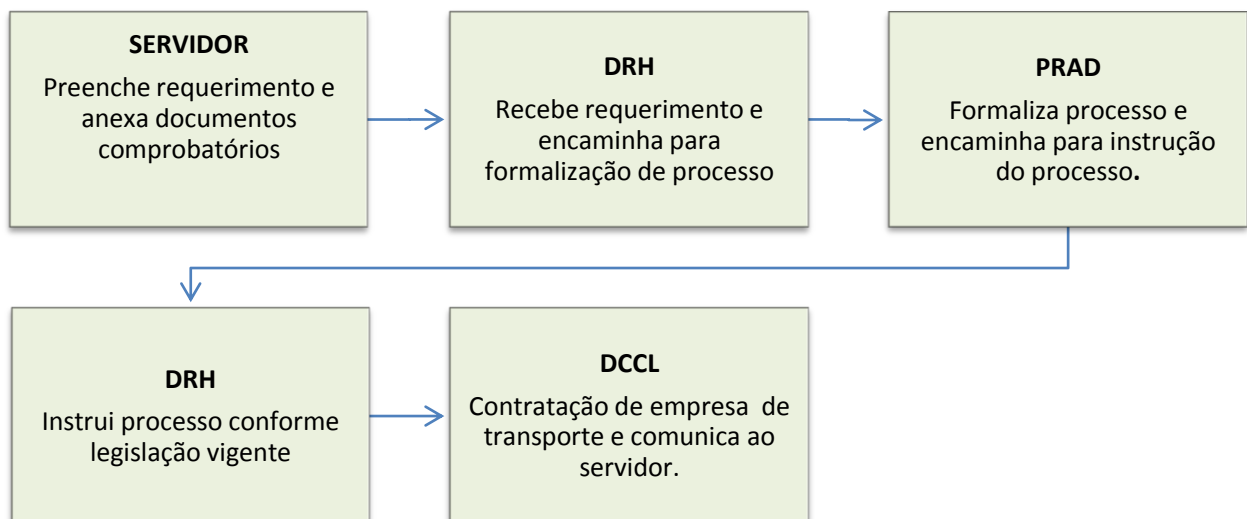 SERVIDOR
Preenche requerimento e
anexa documentos
comprobatórios
DRH
Recebe requerimento e
encaminha para
formalização de processo
PRAD
Formaliza processo e
encaminha para instrução
do processo.
DRH
Instrui processo conforme
legislação vigente
DCCL
Contratação de empresa de
transporte e comunica ao
servidor.